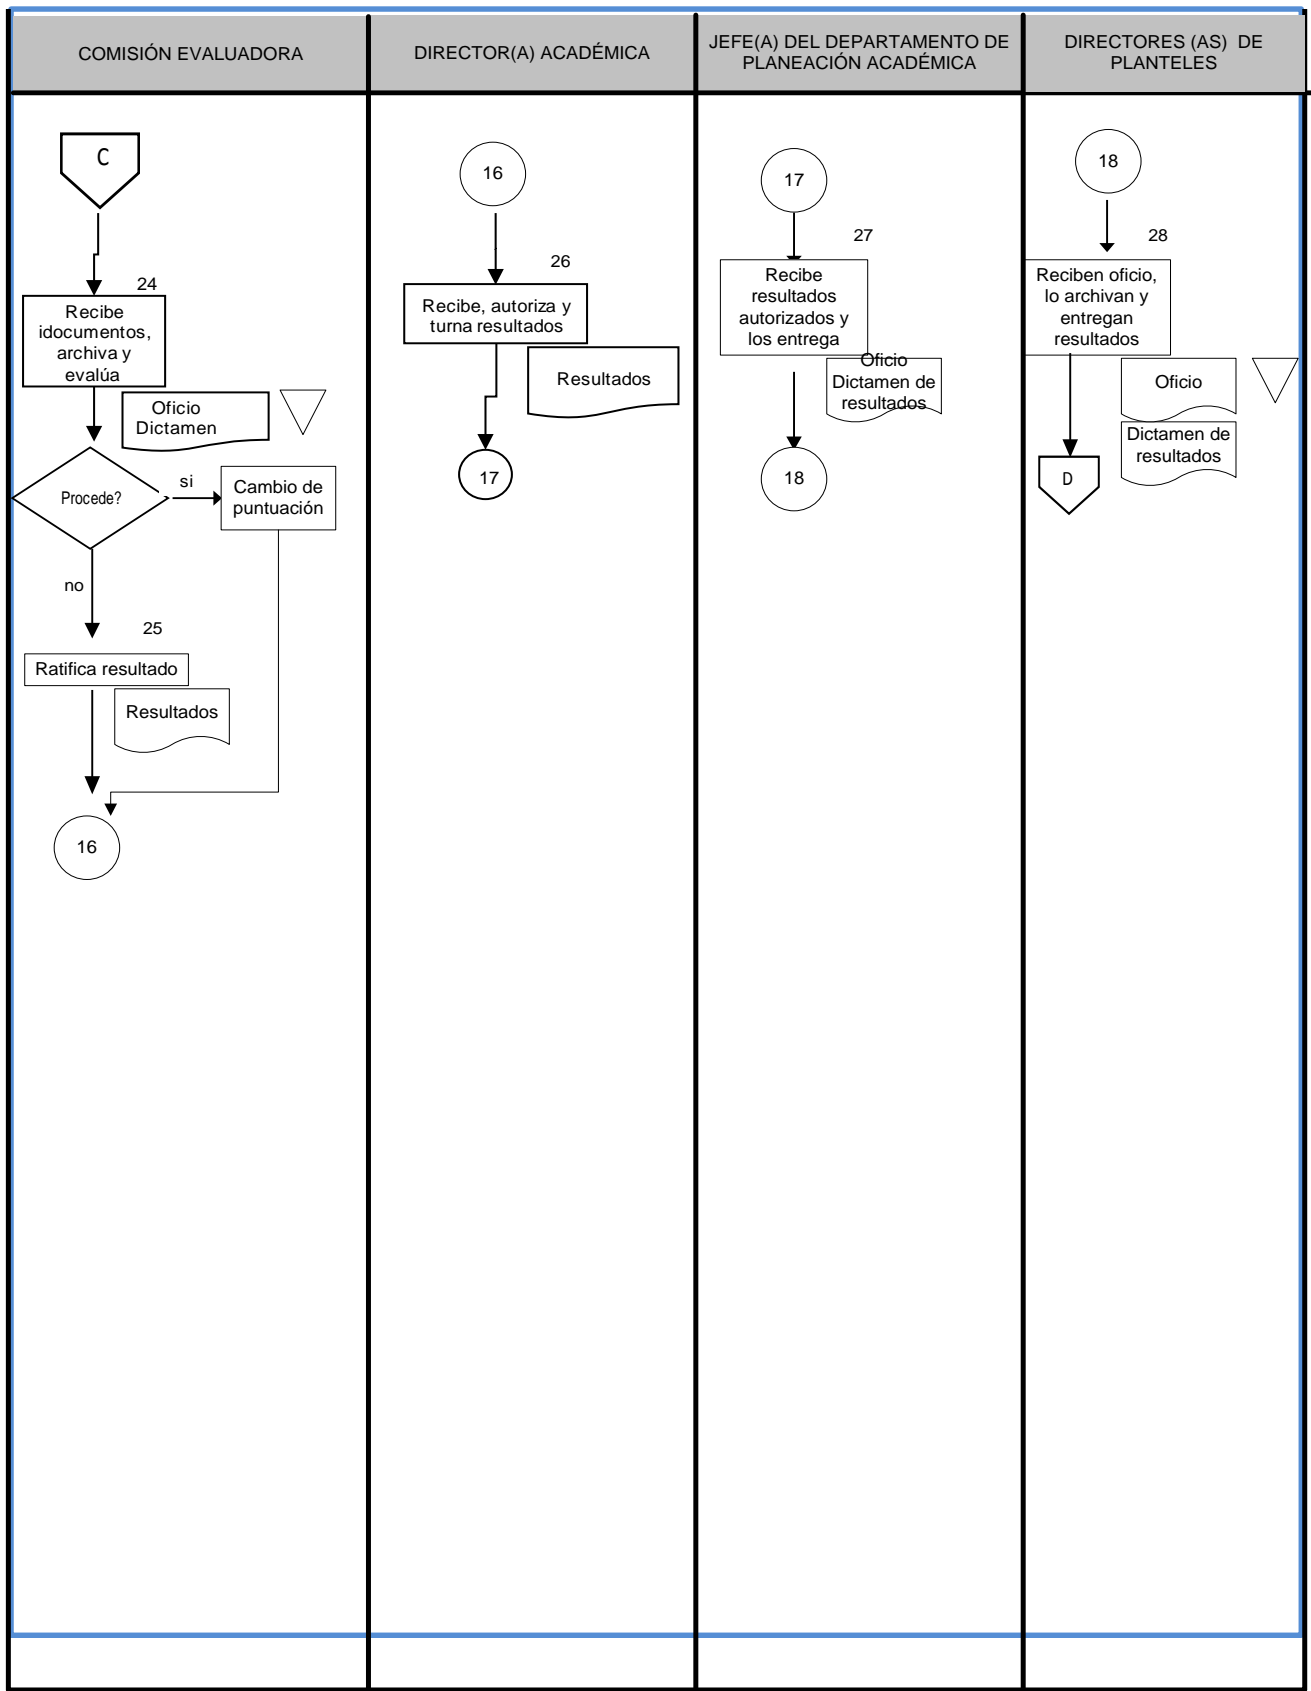 COMISIÓN EVALUADORA
DIRECTOR(A) ACADÉMICA
JEFE(A) DEL DEPARTAMENTO DE
PLANEACIÓN ACADÉMICA
DIRECTORES (AS) DE
PLANTELES
C
24
Recibe
idocumentos,
archiva y
evalúa
Oficio
Dictamen
Procede?
si
Cambio de
puntuación
no
25
Ratifica resultado
Resultados
16
16
26
Recibe, autoriza y
turna resultados
Resultados
17
17
27
Recibe
resultados
autorizados y
los entrega
Oficio
Dictamen de
resultados
18
18
28
Reciben oficio,
lo archivan y
entregan
resultados
Oficio
Dictamen de
resultados
D